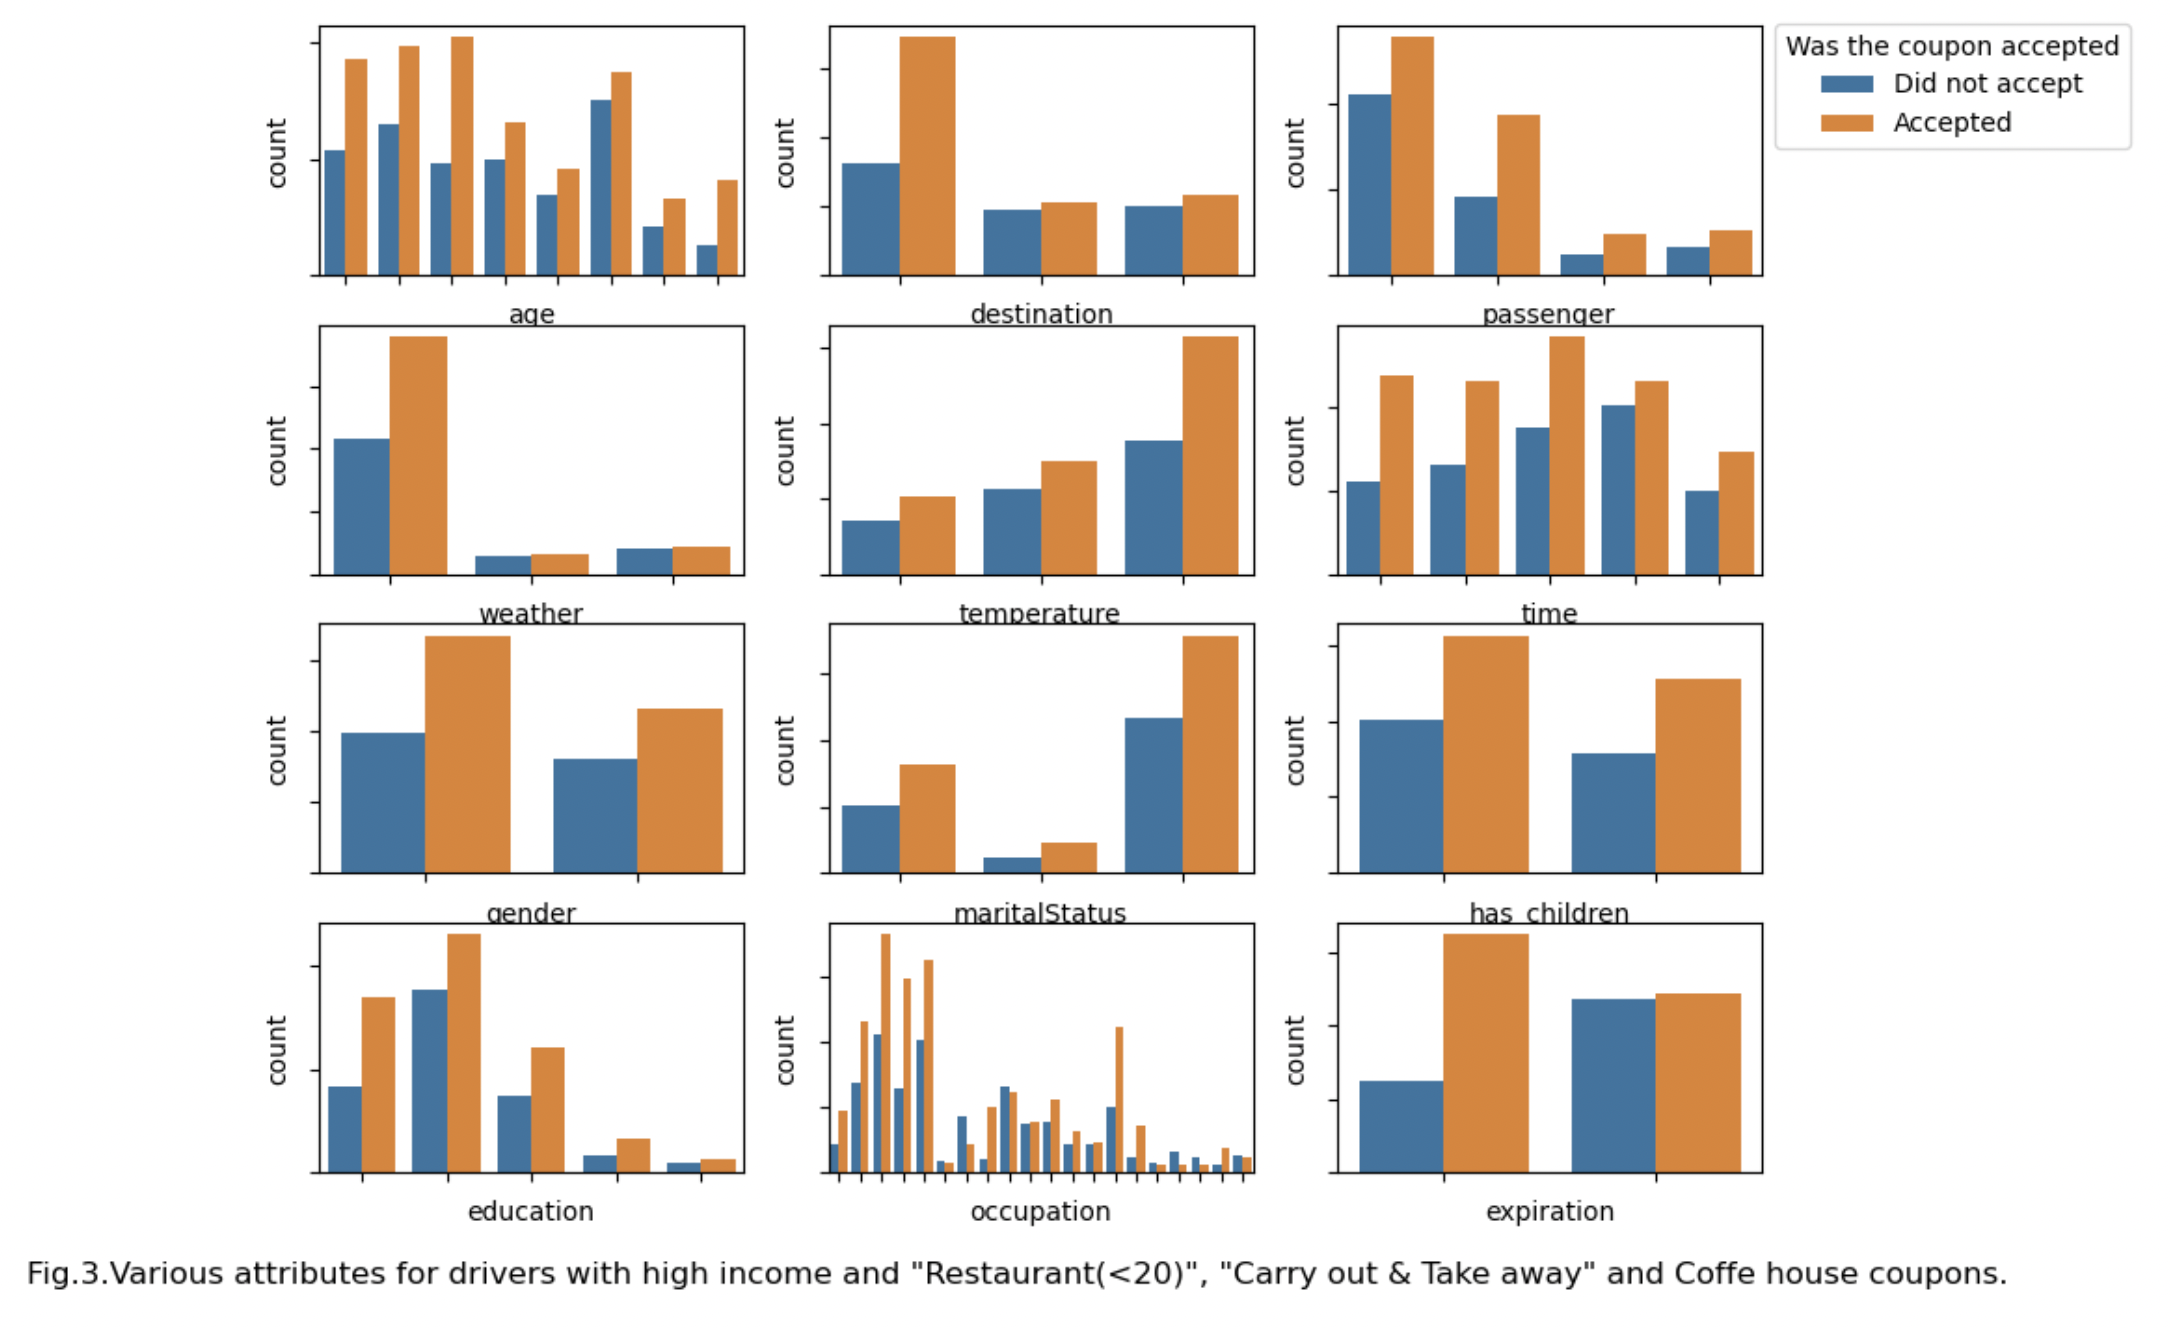 count
count
count
Was the coupon accepted
Did not accept
Accepted
age
destination
passenger
count
count
count
weather
temperature
time
count
count
count
gender
maritalStatus
has_children
count
count
count
education
occupation
expiration
Fig.3.Various attributes for drivers with high income and "Restaurant(<20)", "Carry out & Take away" and Coffe house coupons.